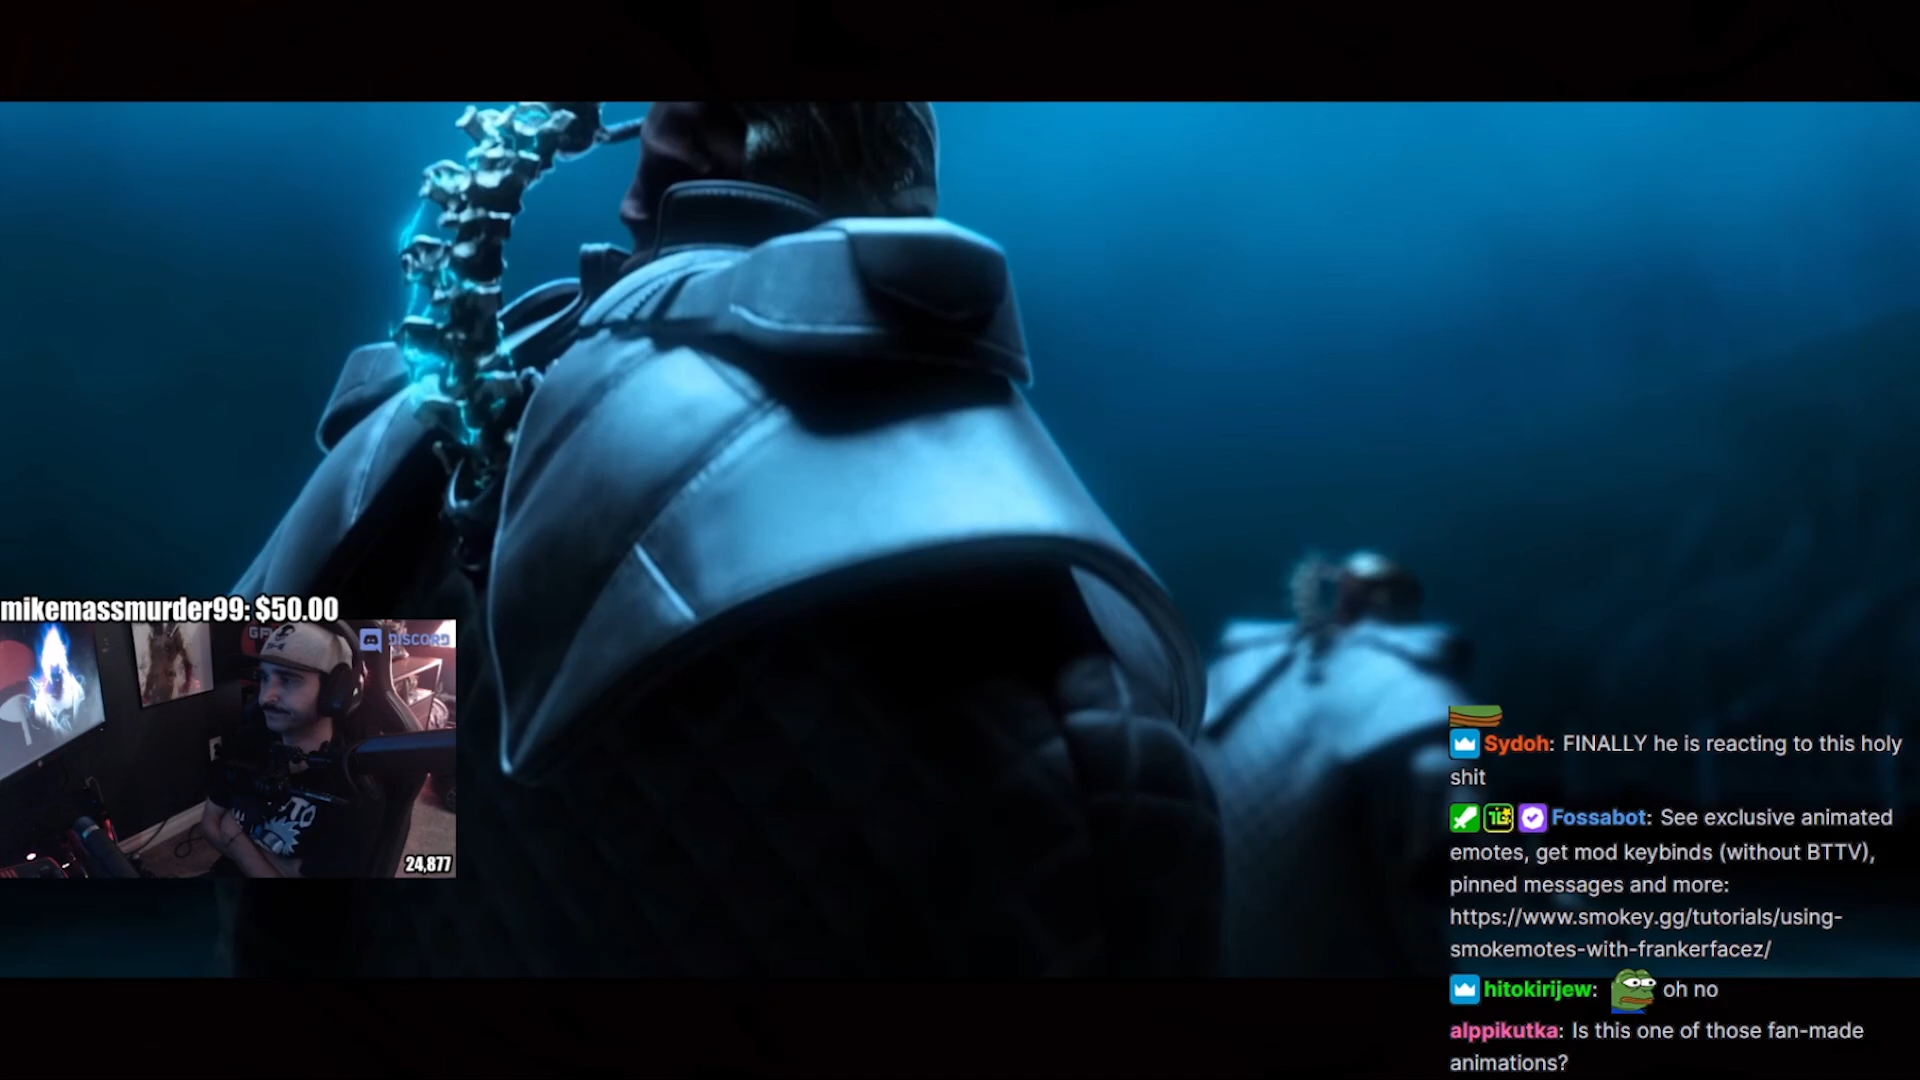 mikemassmurder99: $50.00
DISCORD
24,877
Sydoh: FINALLY he is reacting to this holy
shit
Fossabot: See exclusive animated
emotes, get mod keybinds (without BTTV),
pinned messages and more:
https://www.smokey.gg/tutorials/using-
smokemotes-with-frankerfacez/
hitokirijew: oh no
alppikutka: Is this one of those fan-made
animations?